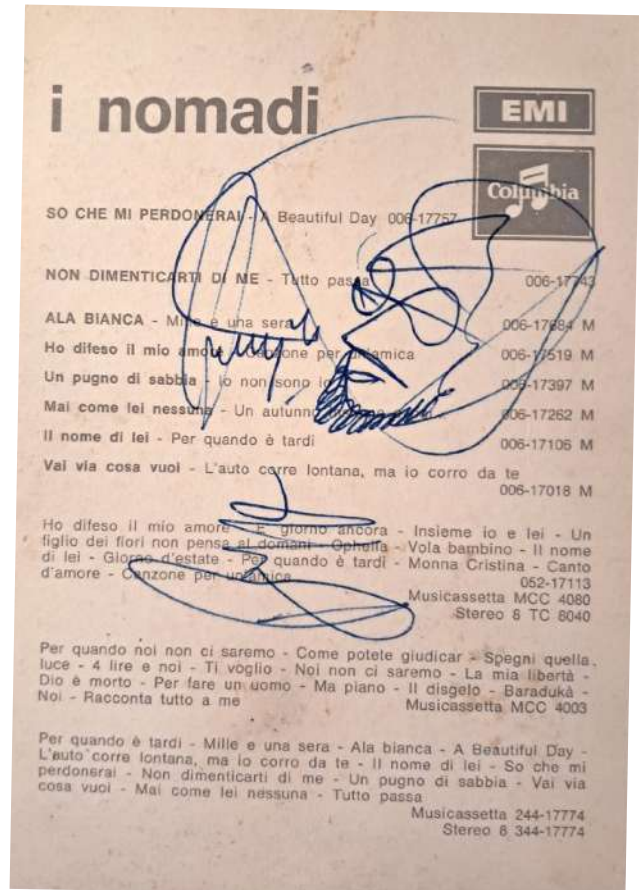 i nomadi
EMI
Columbia
SO CHE MI PERDONERAI - A Beautiful Day 006-17757
NON DIMENTICARTI DI ME - Tutto passa 006-17743
ALA BIANCA - Mille e una sera 006-17684 M
Ho difeso il mio amore - Canzone per un'amica 006-17519 M
Un pugno di sabbia - Io non sono io 006-17397 M
Mai come lei nessuna - Un autunno 006-17262 M
Il nome di lei - Per quando è tardi 006-17106 M
Vai via cosa vuoi - L'auto corre lontana, ma io corro da te
006-17018 M
Ho difeso il mio amore - E' giorno ancora - Insieme io e lei - Un
figlio dei fiori non pensa al domani - Ophelia - Vola bambino - Il nome
di lei - Giorno d'estate - Per quando è tardi - Monna Cristina - Canto
d'amore - Canzone per un'amica 052-17113
Musicassetta MCC 4080
Stereo 8 TC 8040
Per quando noi non ci saremo - Come potete giudicar - Spegni quella
luce - 4 lire e noi - Ti voglio - Noi non ci saremo - La mia libertà -
Dio è morto - Per fare un uomo - Ma piano - Il disgelo - Baradukà -
Noi - Racconta tutto a me Musicassetta MCC 4003
Per quando è tardi - Mille e una sera - Ala bianca - A Beautiful Day -
L'auto corre lontana, ma io corro da te - Il nome di lei - So che mi
perdonerai - Non dimenticarti di me - Un pugno di sabbia - Vai via
cosa vuoi - Mai come lei nessuna - Tutto passa
Musicassetta 244-17774
Stereo 8 344-17774